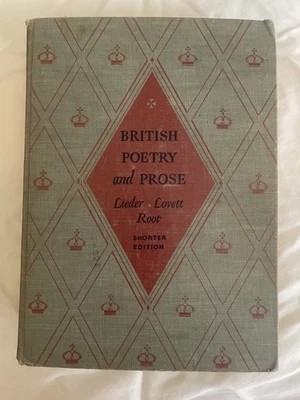 BRITISH
POETRY
and PROSE
Lieder . Lovett
Root
SHORTER
EDITION